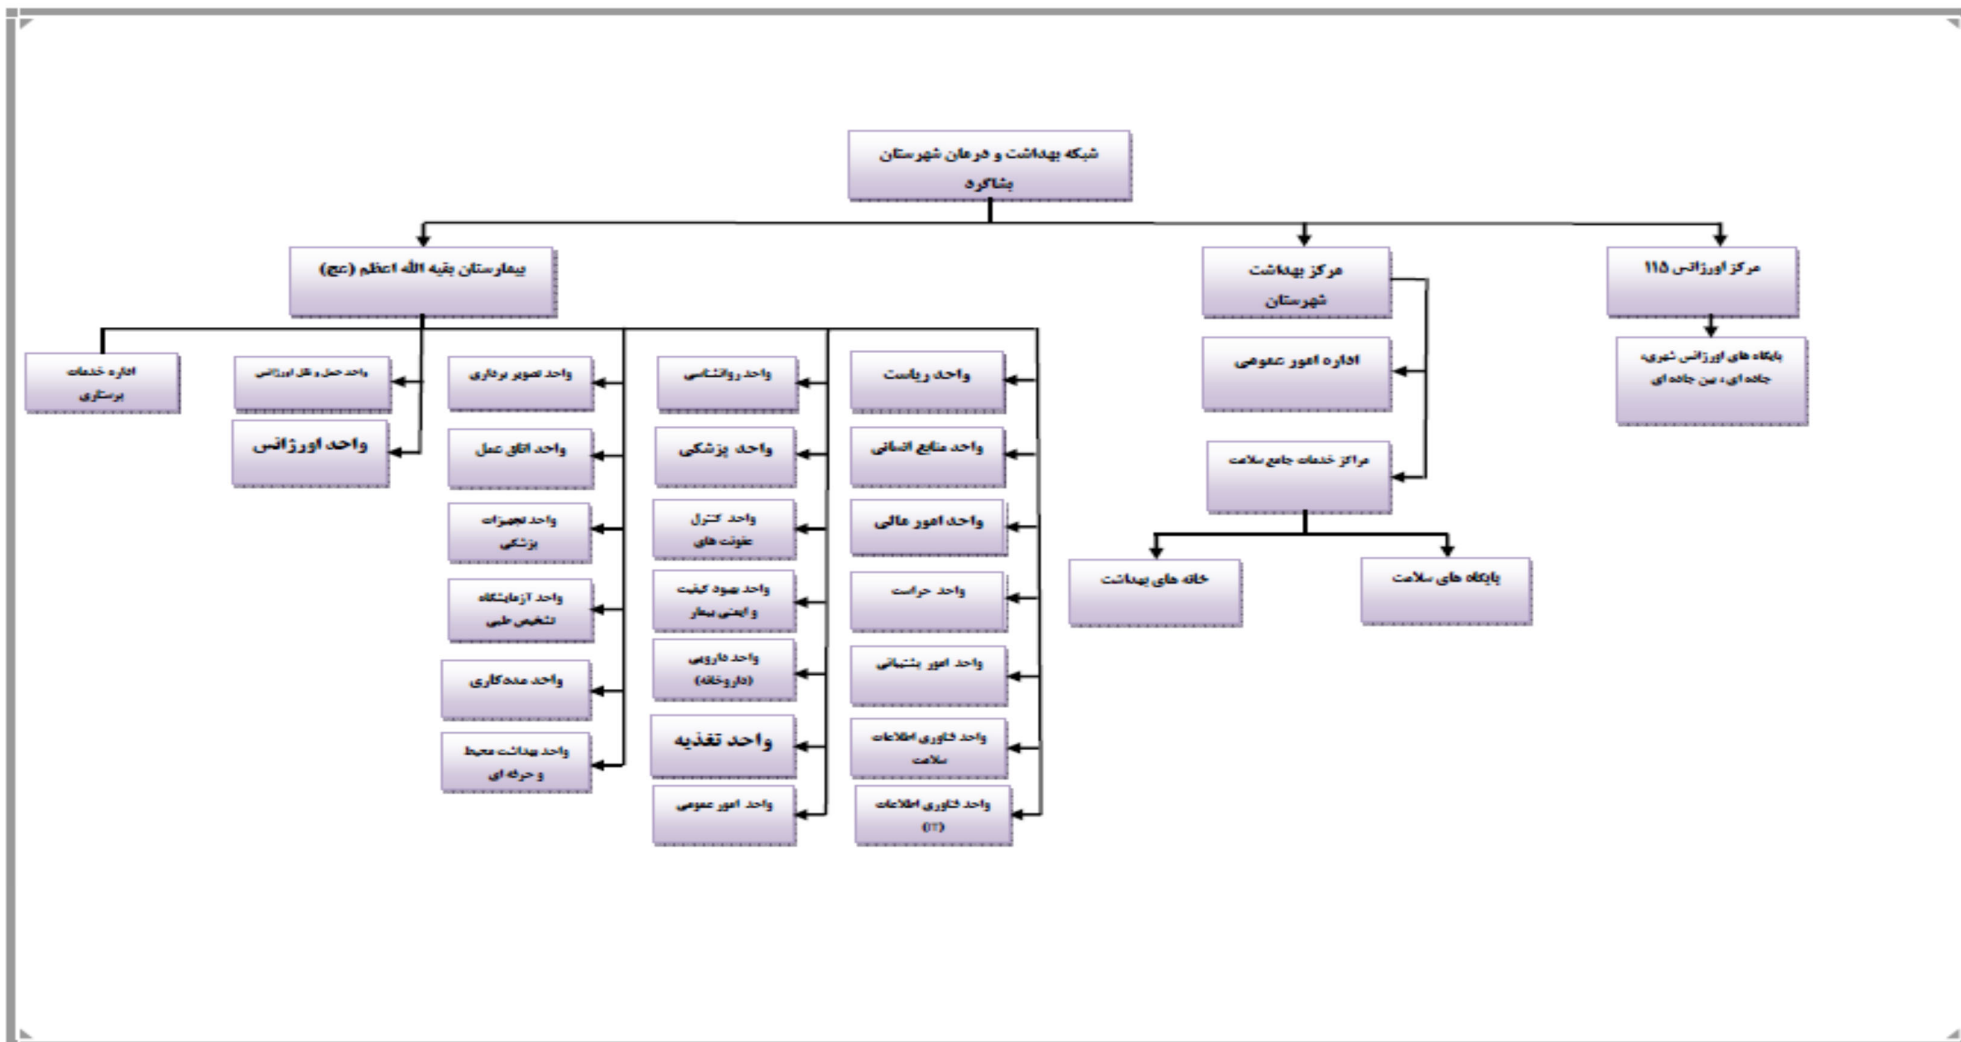 شبکه بهداشت و درمان شهرستان
بشاگرد
مرکز اورژانس ۱۱۵
پایگاه های اورژانس شهری،
جاده ای ، بین جاده ای
مرکز بهداشت
شهرستان
اداره امور عمومی
مراکز خدمات جامع سلامت
پایگاه های سلامت
خانه های بهداشت
بیمارستان بقیه الله اعظم (عج)
واحد ریاست
واحد منابع انسانی
واحد امور مالی
واحد حراست
واحد امور پشتیبانی
واحد فناوری اطلاعات
سلامت
واحد فناوری اطلاعات
(IT)
واحد روانشناسی
واحد پزشکی
واحد کنترل
عفونت های
واحد بهبود کیفیت
و ایمنی بیمار
واحد دارویی
(داروخانه)
واحد تغذیه
واحد امور عمومی
واحد تصویر برداری
واحد اتاق عمل
واحد تجهیزات
پزشکی
واحد آزمایشگاه
تشخیص طبی
واحد مددکاری
واحد بهداشت محیط
و حرفه ای
واحد حمل و نقل اورژانس
واحد اورژانس
اداره خدمات
پرستاری